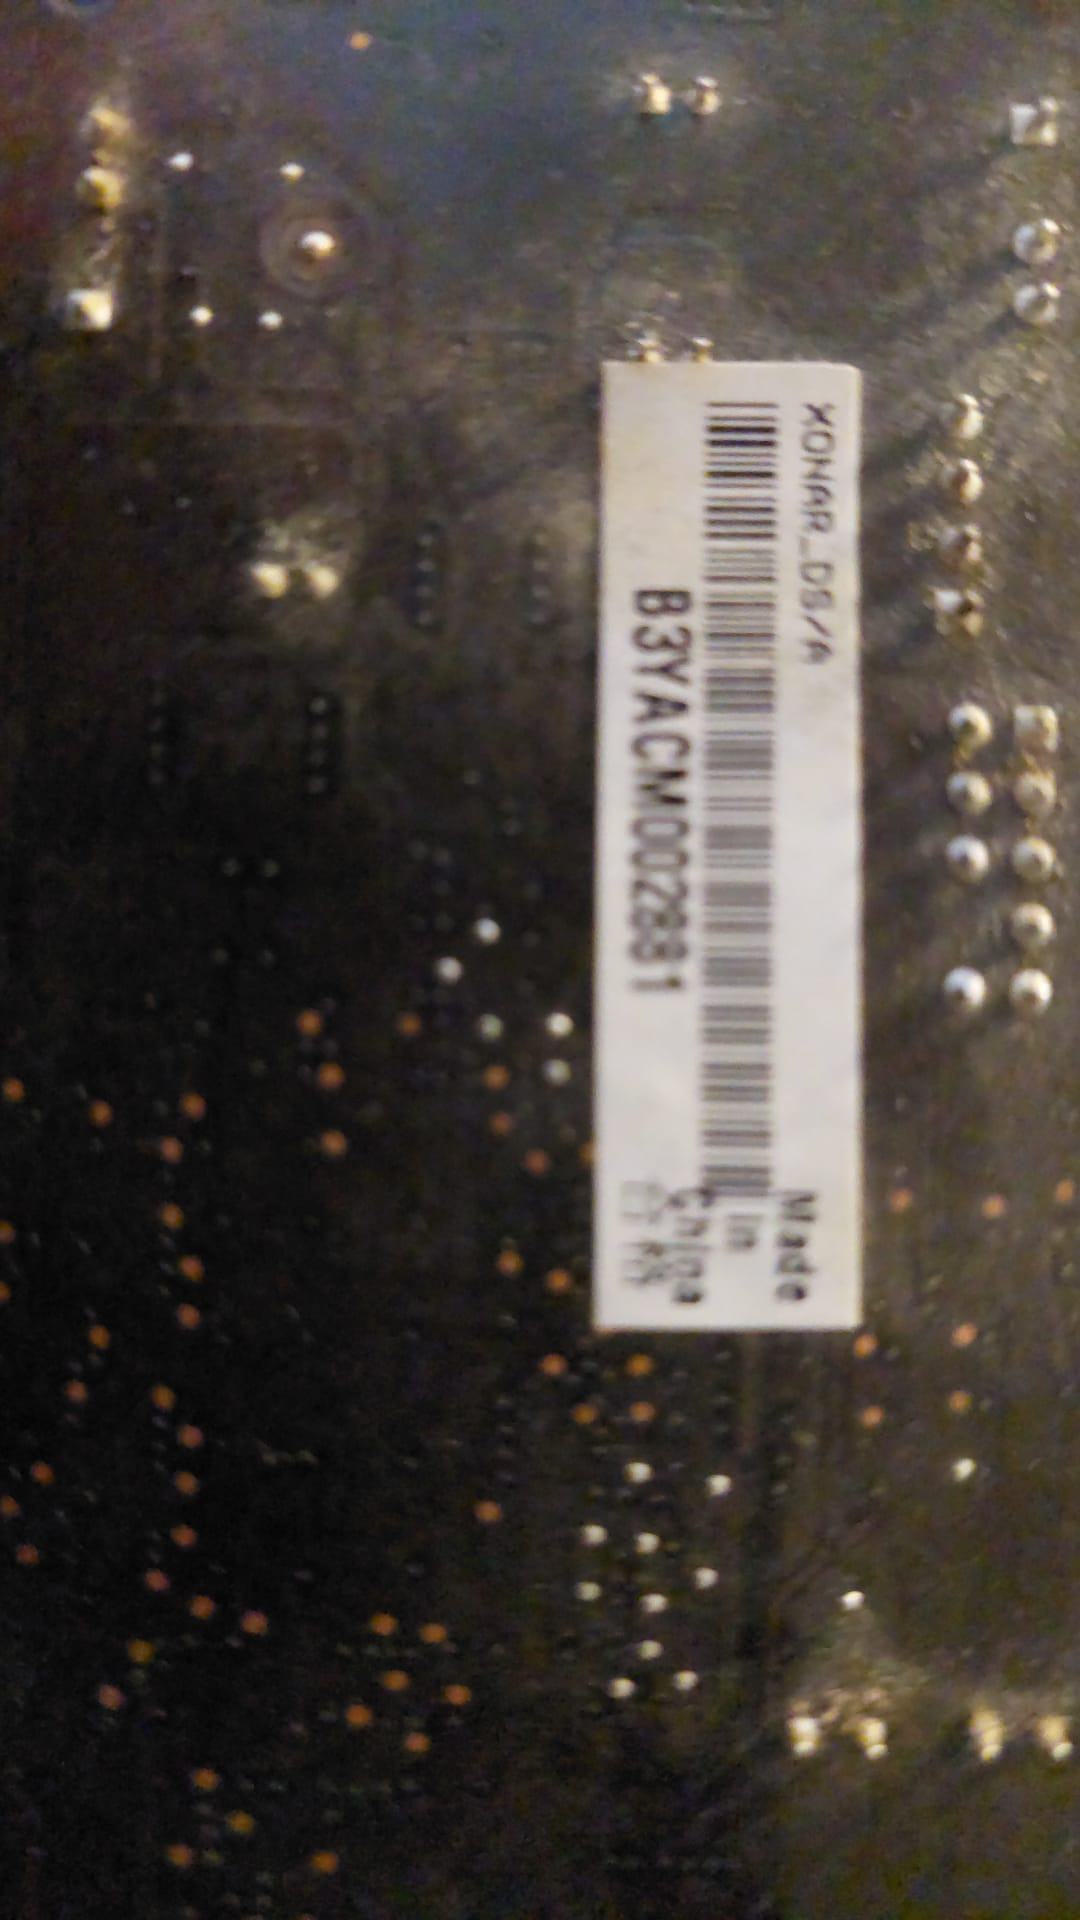 XONAR_DS/A
B3YACM002881
Made
in
China